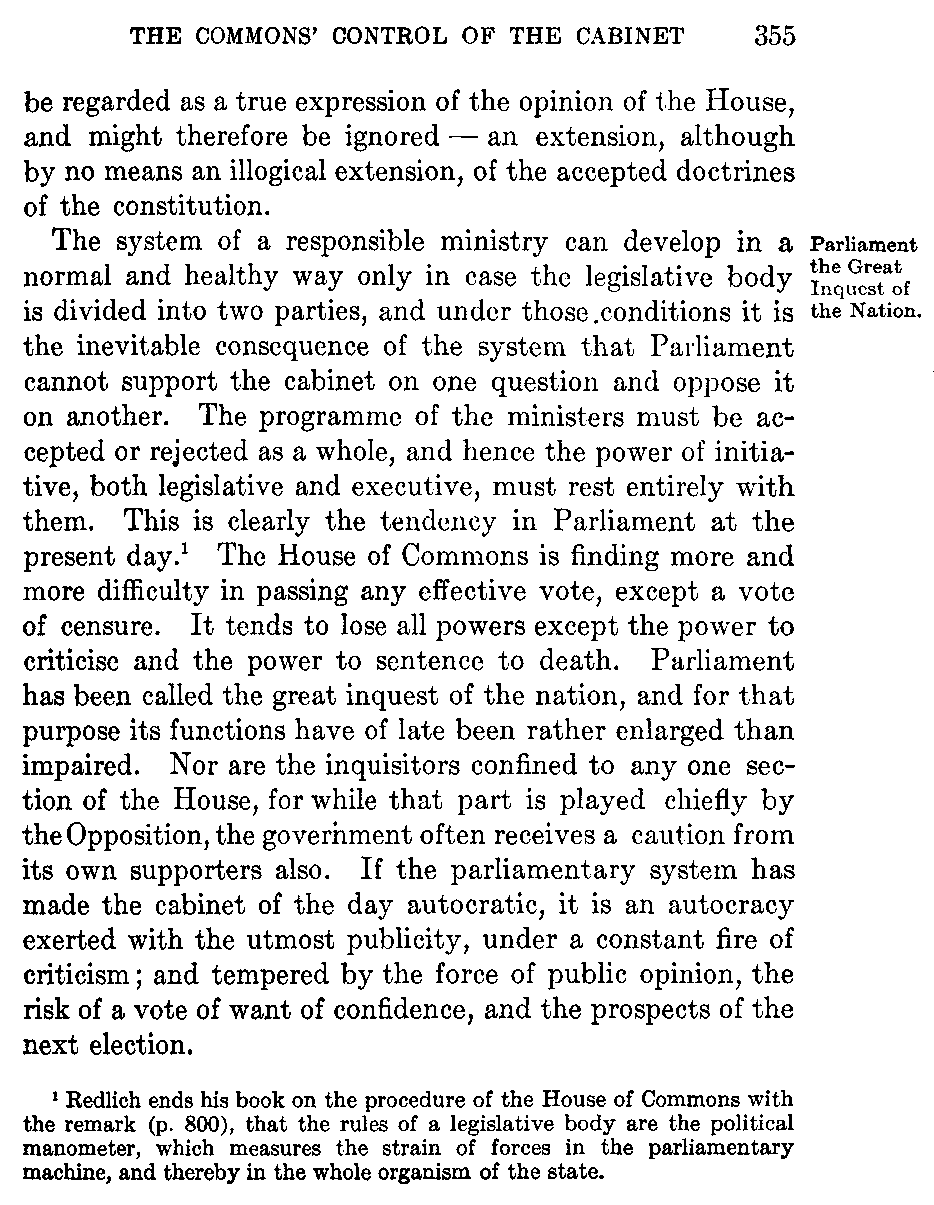 THE COMMONS' CONTROL OF THE CABINET 355
be regarded as a true expression of the opinion of the House,
and might therefore be ignored — an extension, although
by no means an illogical extension, of the accepted doctrines
of the constitution.
The system of a responsible ministry can develop in a
normal and healthy way only in case the legislative body
is divided into two parties, and under those conditions it is
the inevitable consequence of the system that Parliament
cannot support the cabinet on one question and oppose it
on another. The programme of the ministers must be ac-
cepted or rejected as a whole, and hence the power of initia-
tive, both legislative and executive, must rest entirely with
them. This is clearly the tendency in Parliament at the
present day.¹ The House of Commons is finding more and
more difficulty in passing any effective vote, except a vote
of censure. It tends to lose all powers except the power to
criticise and the power to sentence to death. Parliament
has been called the great inquest of the nation, and for that
purpose its functions have of late been rather enlarged than
impaired. Nor are the inquisitors confined to any one sec-
tion of the House, for while that part is played chiefly by
the Opposition, the government often receives a caution from
its own supporters also. If the parliamentary system has
made the cabinet of the day autocratic, it is an autocracy
exerted with the utmost publicity, under a constant fire of
criticism; and tempered by the force of public opinion, the
risk of a vote of want of confidence, and the prospects of the
next election.
Parliament
the Great
Inquest of
the Nation.
¹ Redlich ends his book on the procedure of the House of Commons with
the remark (p. 800), that the rules of a legislative body are the political
manometer, which measures the strain of forces in the parliamentary
machine, and thereby in the whole organism of the state.